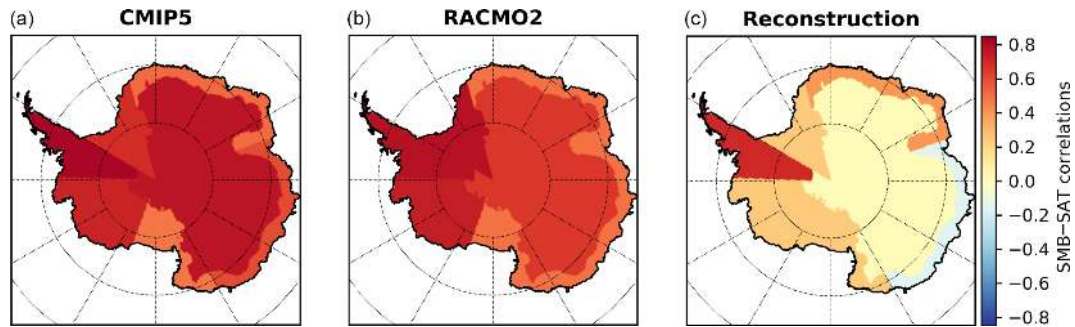 (a) CMIP5
(b) RACMO2
(c) Reconstruction
0.8
0.6
0.4
0.2
0.0
−0.2
−0.4
−0.6
−0.8
SMB−SAT correlations